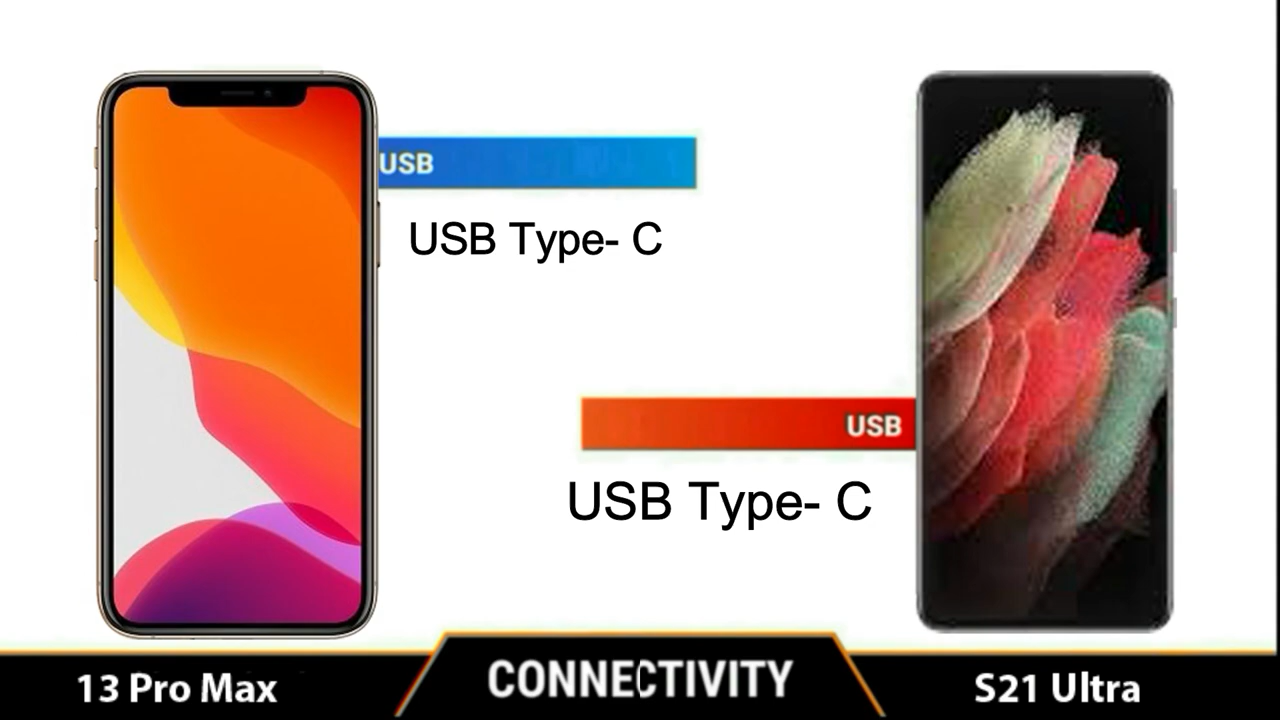 USB
USB Type- C
USB
USB Type- C
13 Pro Max
CONNECTIVITY
S21 Ultra